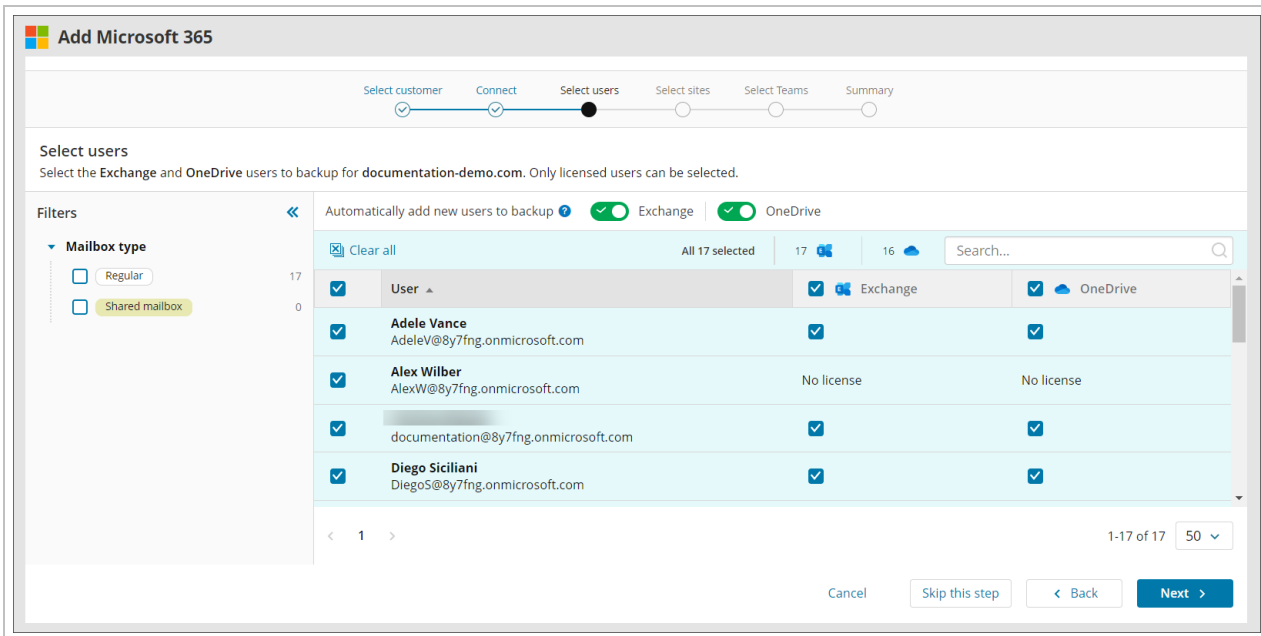 Add Microsoft 365
Select customer Connect Select users Select sites Select Teams Summary
Select users
Select the Exchange and OneDrive users to backup for documentation-demo.com. Only licensed users can be selected.
Filters
Mailbox type
Regular 17
Shared mailbox 0
Automatically add new users to backup ? Exchange OneDrive
Clear all All 17 selected 17 16 Search...
User Exchange OneDrive
Adele Vance
AdeleV@8y7fng.onmicrosoft.com
Alex Wilber
AlexW@8y7fng.onmicrosoft.com No license No license
documentation@8y7fng.onmicrosoft.com
Diego Siciliani
DiegoS@8y7fng.onmicrosoft.com
1 1-17 of 17 50
Cancel Skip this step Back Next